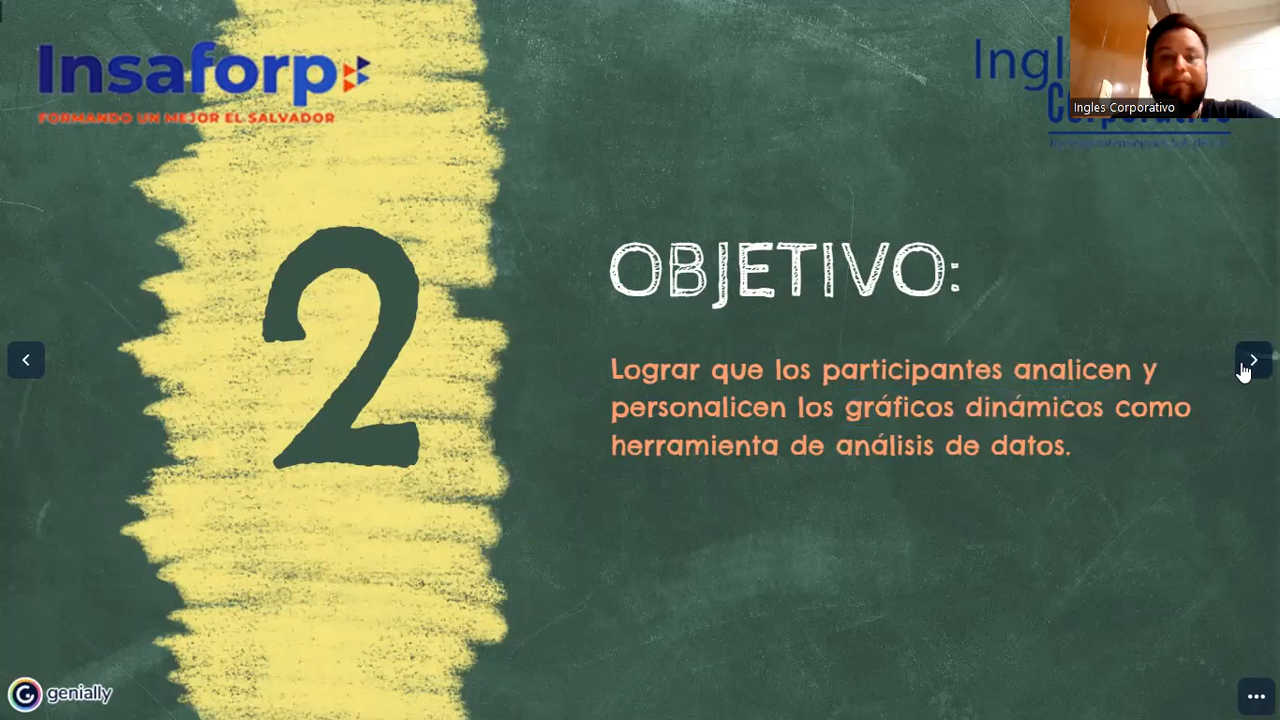 Insaforp
FORMANDO UN MEJOR EL SALVADOR
Ingl
Ingles Corporativo
2
OBJETIVO:
Lograr que los participantes analicen y
personalicen los gráficos dinámicos como
herramienta de análisis de datos.
genially